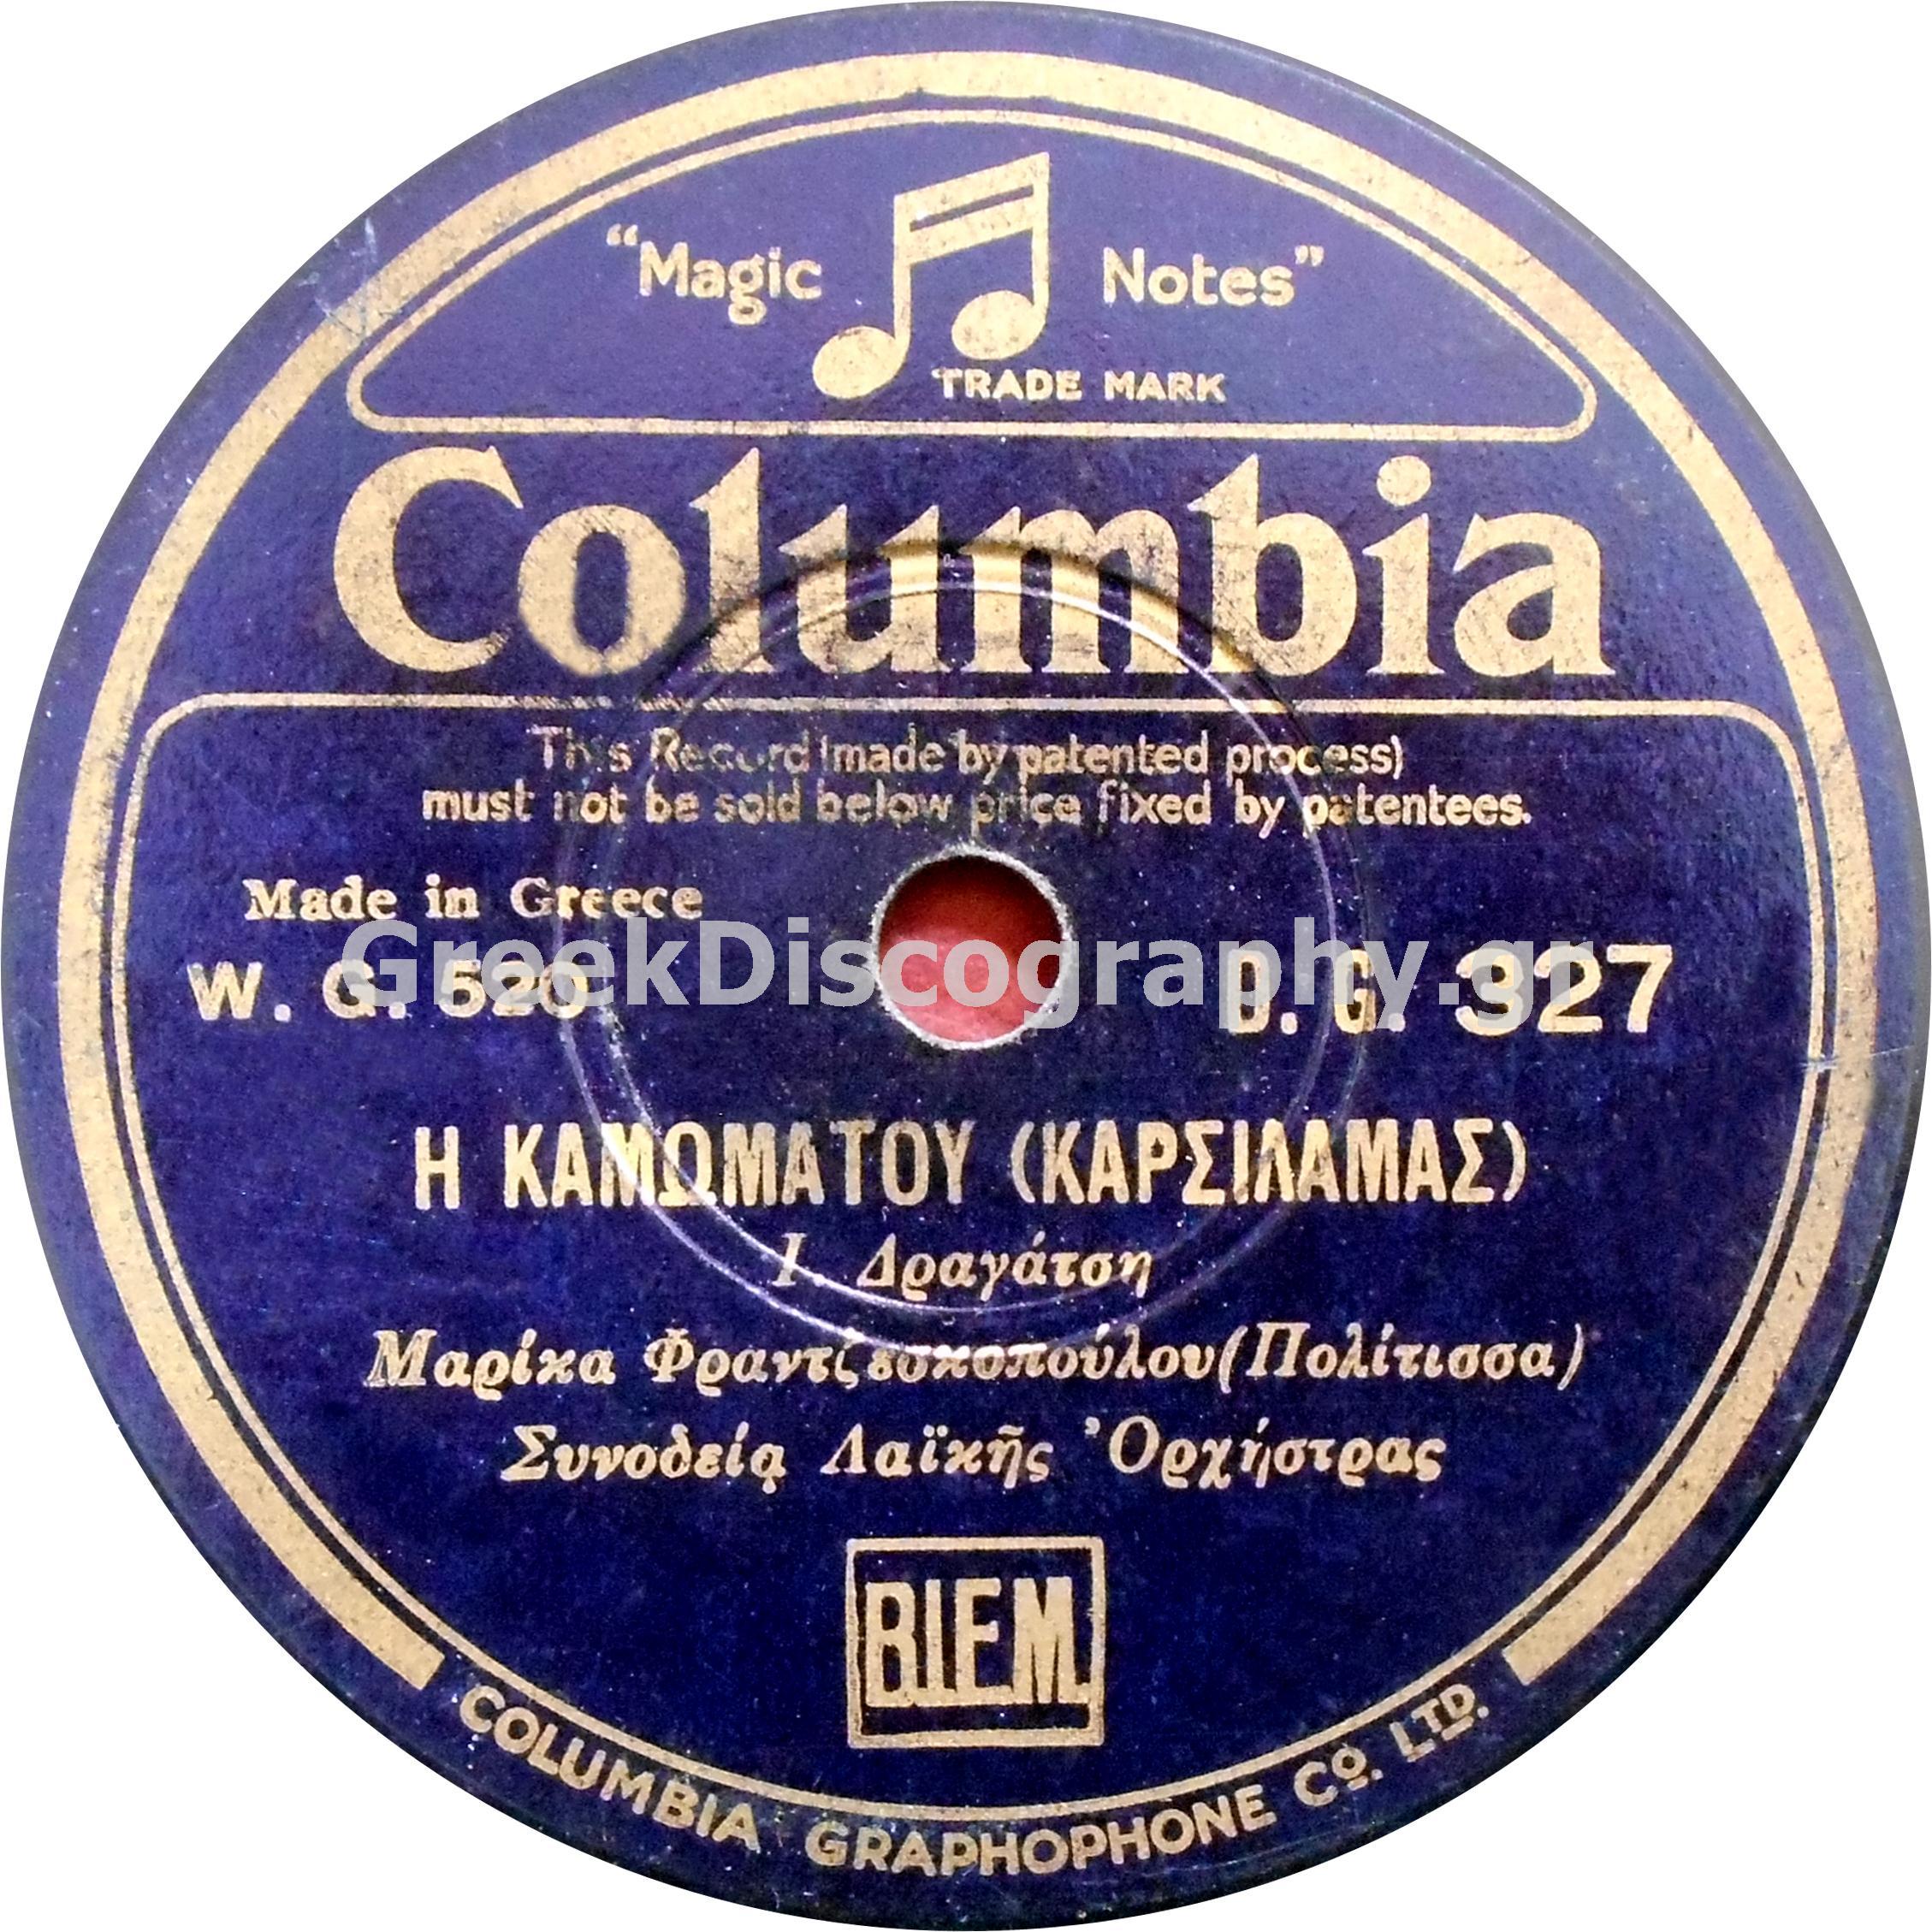 "Magic Notes"
TRADE MARK
Columbia
This Record (made by patented process)
must not be sold below price fixed by patentees.
Made in Greece
GreekDiscography.gr
W. G. 520
D. G. 327
Η ΚΑΜΩΜΑΤΟΥ (ΚΑΡΣΙΛΑΜΑΣ)
Ι. Δραγάτση
Μαρίκα Φραντζεσκοπούλου (Πολίτισσα)
Συνοδείᾳ Λαϊκῆς Ὀρχήστρας
B.I.E.M.
COLUMBIA GRAPHOPHONE CO. LTD.